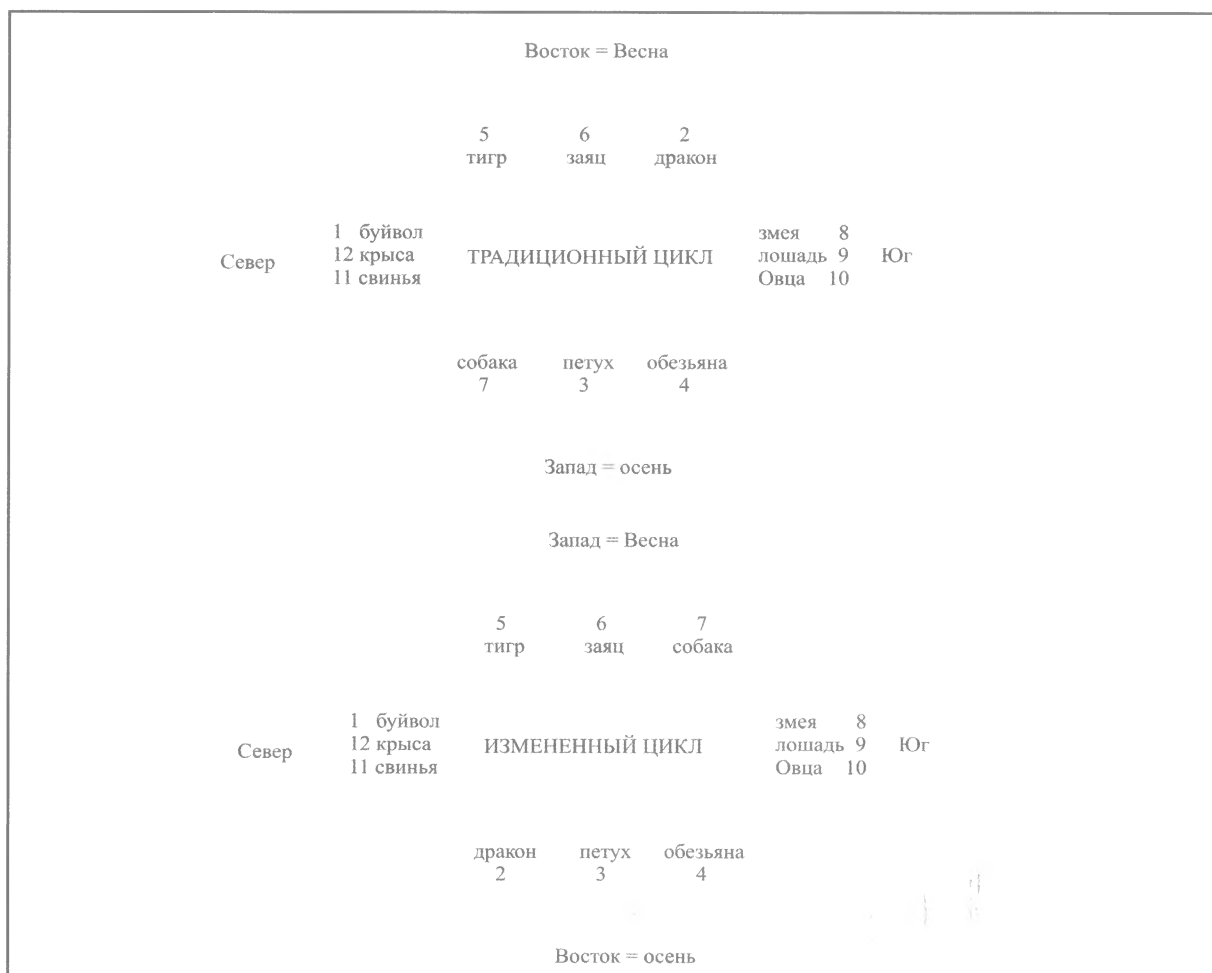 Восток = Весна
5 6 2
тигр заяц дракон
1 буйвол змея 8
Север 12 крыса ТРАДИЦИОННЫЙ ЦИКЛ лошадь 9 Юг
11 свинья Овца 10
собака петух обезьяна
7 3 4
Запад = осень
Запад = Весна
5 6 7
тигр заяц собака
1 буйвол змея 8
Север 12 крыса ИЗМЕНЕННЫЙ ЦИКЛ лошадь 9 Юг
11 свинья Овца 10
дракон петух обезьяна
2 3 4
Восток = осень